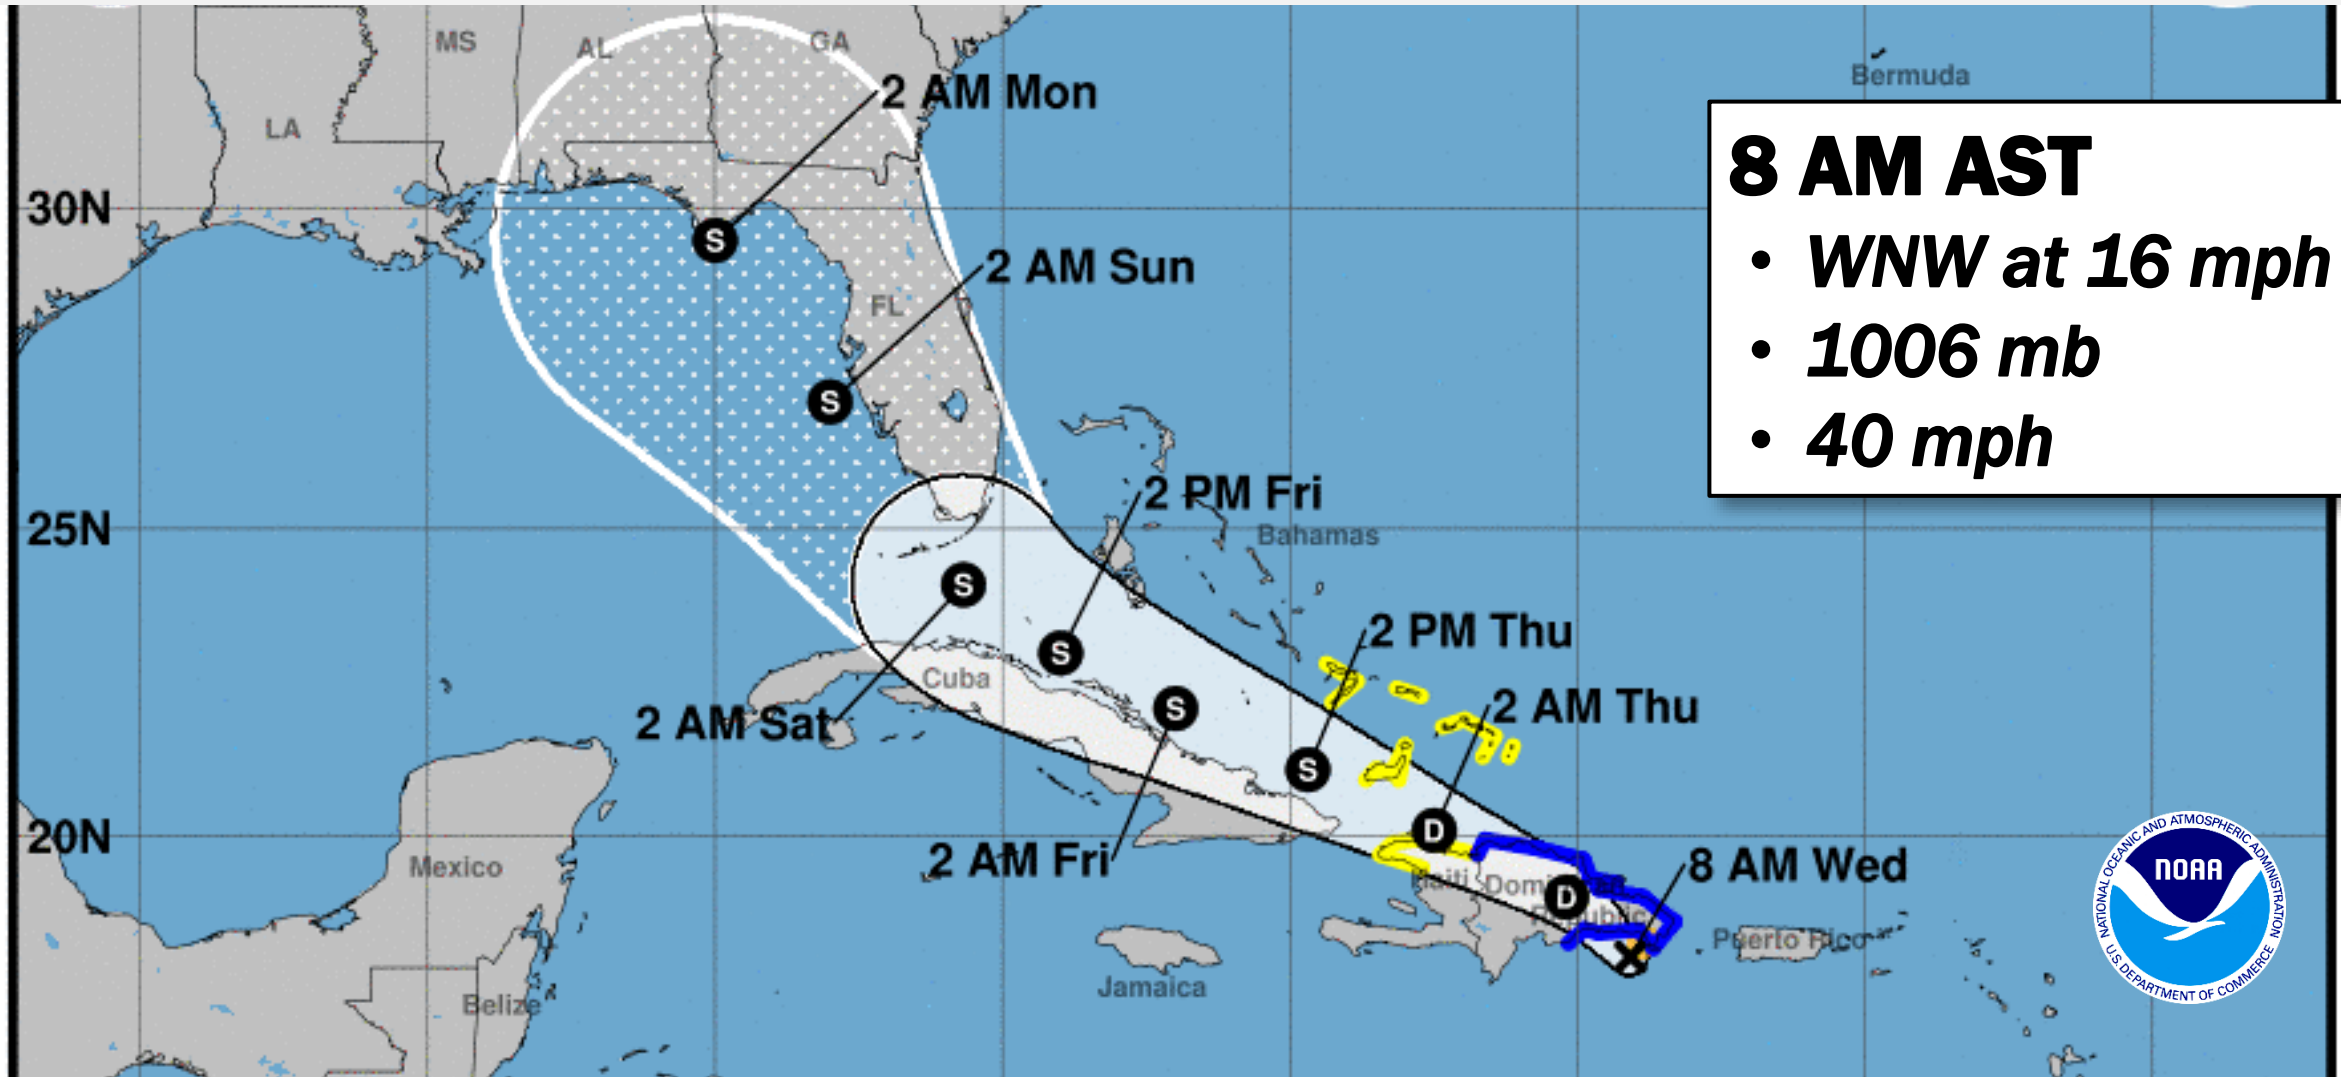 MS
AL
GA
2 AM Mon
Bermuda
LA
8 AM AST
• WNW at 16 mph
• 1006 mb
• 40 mph
30N
S
2 AM Sun
FL
S
2 PM Fri
25N
Bahamas
S
S
2 PM Thu
Cuba
S
2 AM Thu
2 AM Sat
S
20N
D
2 AM Fri
Mexico
Haiti
Dominican
Republic
D
8 AM Wed
Puerto Rico
Jamaica
Belize
NATIONAL OCEANIC AND ATMOSPHERIC ADMINISTRATION
NOAA
U.S. DEPARTMENT OF COMMERCE